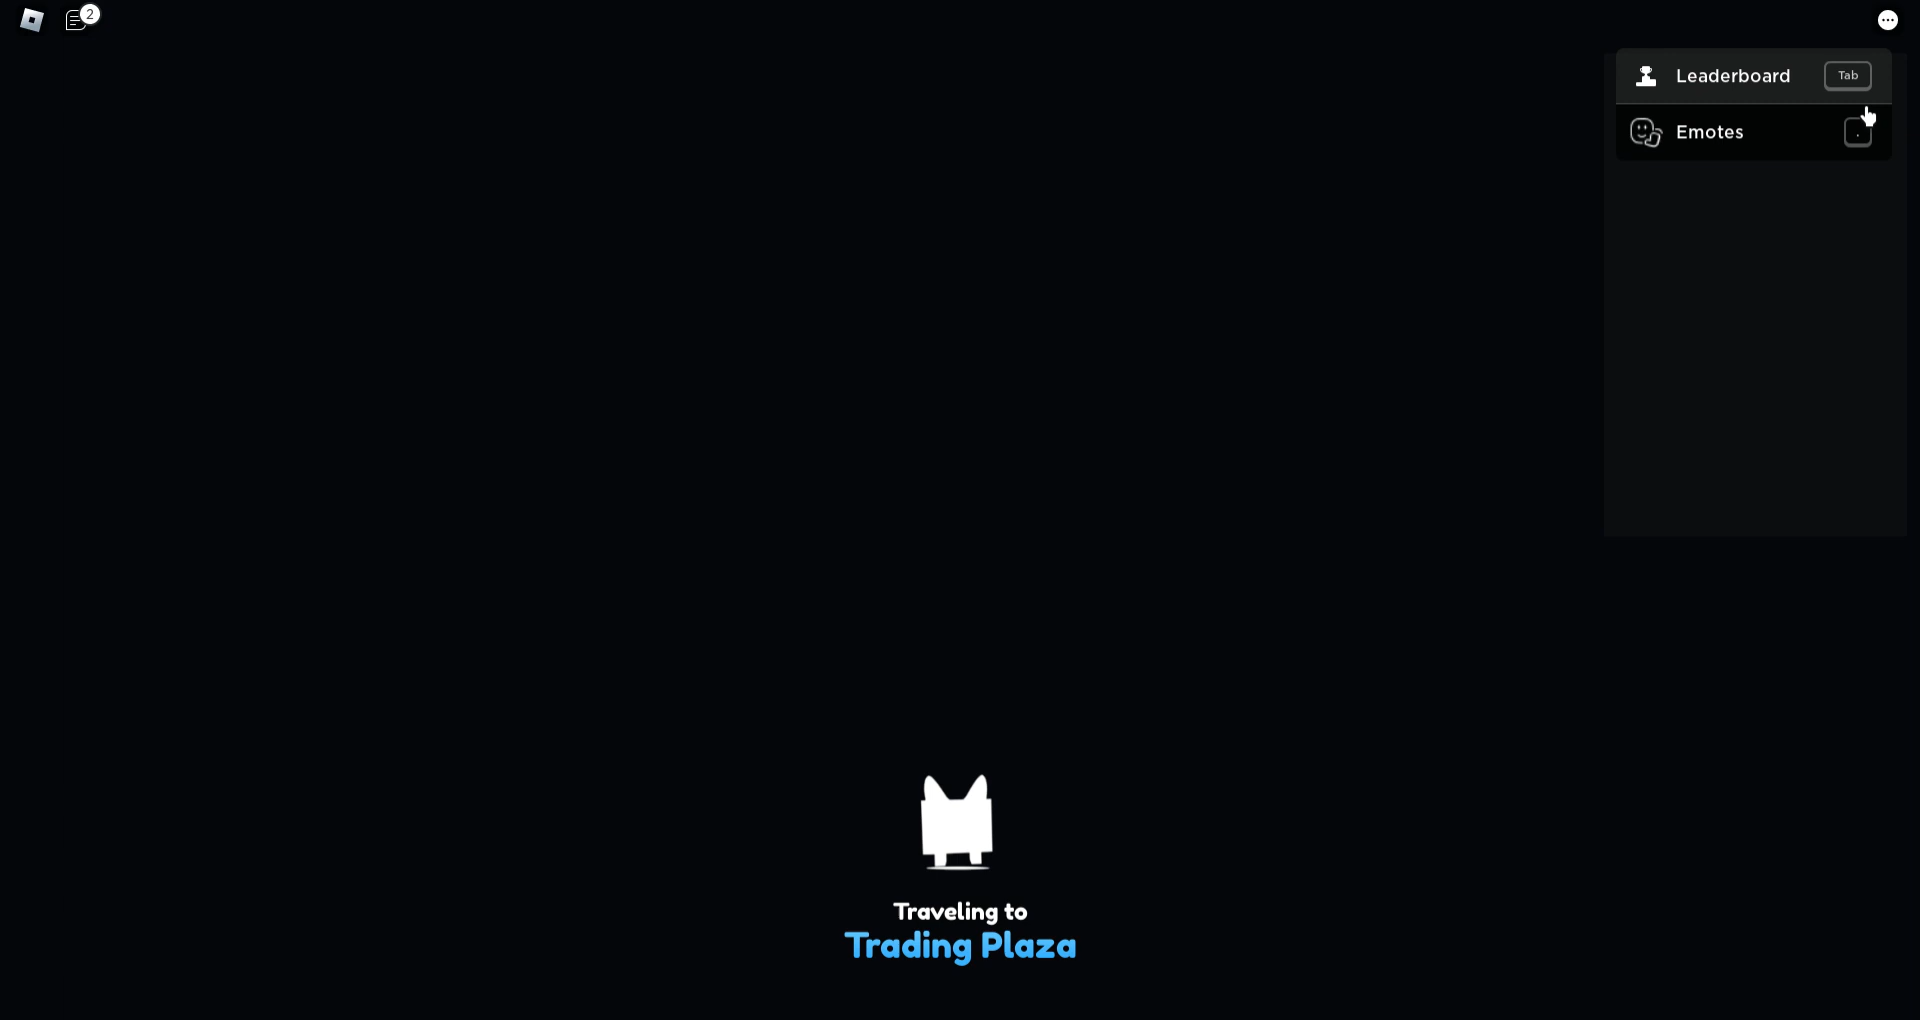 2
Leaderboard
Tab
Emotes
.
Traveling to
Trading Plaza